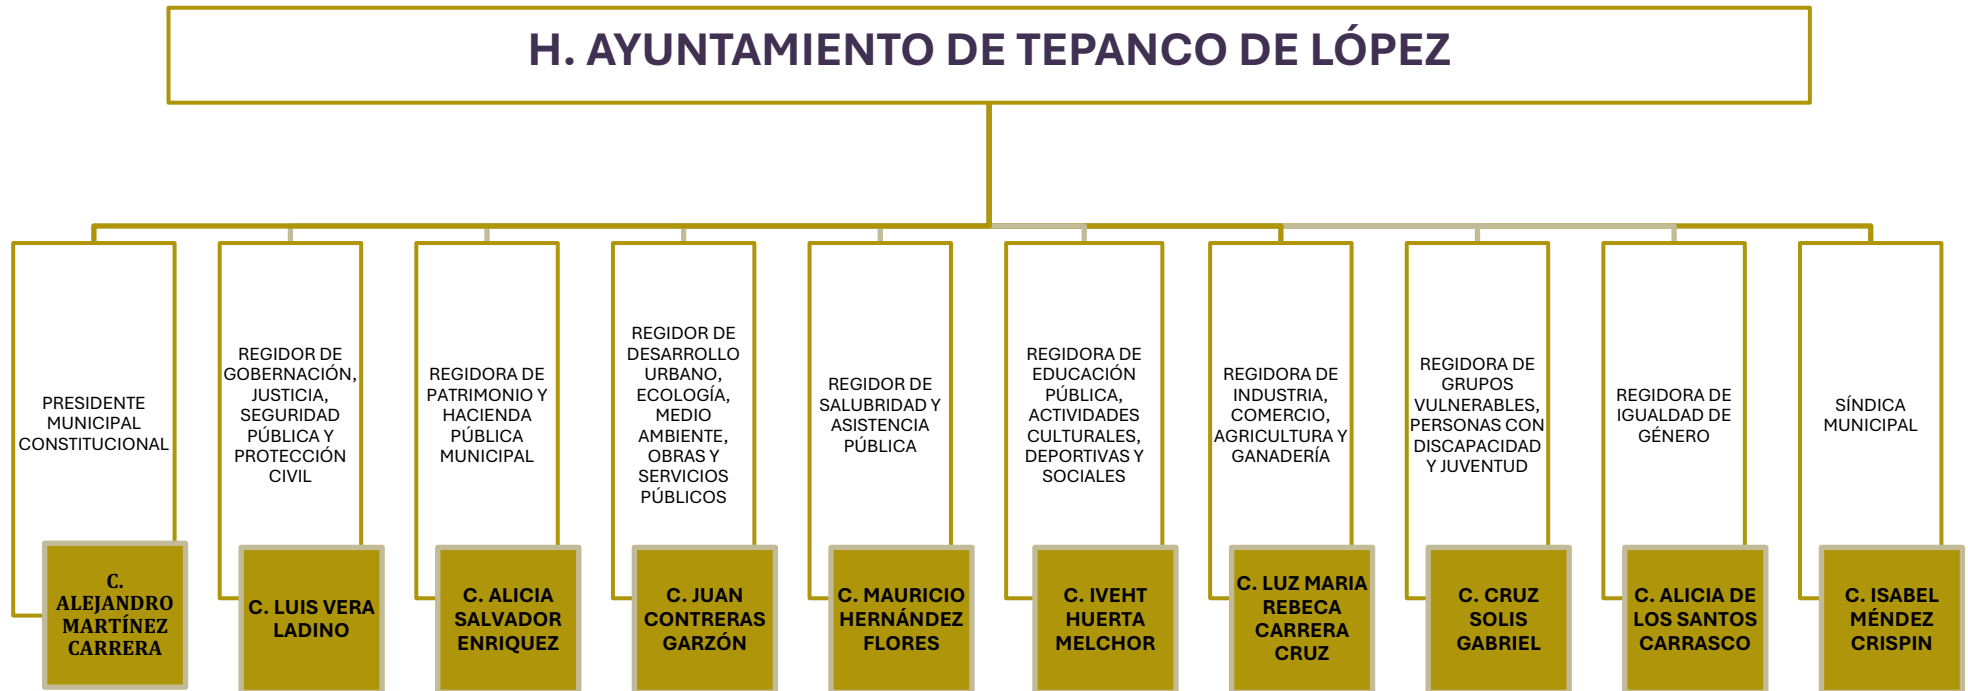 H. AYUNTAMIENTO DE TEPANCO DE LÓPEZ
PRESIDENTE
MUNICIPAL
CONSTITUCIONAL
C.
ALEJANDRO
MARTÍNEZ
CARRERA
REGIDOR DE
GOBERNACIÓN,
JUSTICIA,
SEGURIDAD
PÚBLICA Y
PROTECCIÓN
CIVIL
C. LUIS VERA
LADINO
REGIDORA DE
PATRIMONIO Y
HACIENDA
PÚBLICA
MUNICIPAL
C. ALICIA
SALVADOR
ENRIQUEZ
REGIDOR DE
DESARROLLO
URBANO,
ECOLOGÍA,
MEDIO
AMBIENTE,
OBRAS Y
SERVICIOS
PÚBLICOS
C. JUAN
CONTRERAS
GARZÓN
REGIDOR DE
SALUBRIDAD Y
ASISTENCIA
PÚBLICA
C. MAURICIO
HERNÁNDEZ
FLORES
REGIDORA DE
EDUCACIÓN
PÚBLICA,
ACTIVIDADES
CULTURALES,
DEPORTIVAS Y
SOCIALES
C. IVEHT
HUERTA
MELCHOR
REGIDORA DE
INDUSTRIA,
COMERCIO,
AGRICULTURA Y
GANADERÍA
C. LUZ MARIA
REBECA
CARRERA
CRUZ
REGIDORA DE
GRUPOS
VULNERABLES,
PERSONAS CON
DISCAPACIDAD
Y JUVENTUD
C. CRUZ
SOLIS
GABRIEL
REGIDORA DE
IGUALDAD DE
GÉNERO
C. ALICIA DE
LOS SANTOS
CARRASCO
SÍNDICA
MUNICIPAL
C. ISABEL
MÉNDEZ
CRISPIN